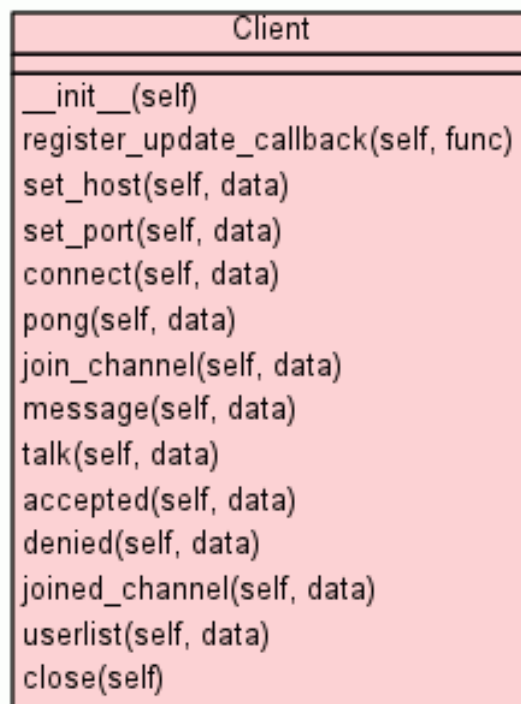 Client
__init__(self)
register_update_callback(self, func)
set_host(self, data)
set_port(self, data)
connect(self, data)
pong(self, data)
join_channel(self, data)
message(self, data)
talk(self, data)
accepted(self, data)
denied(self, data)
joined_channel(self, data)
userlist(self, data)
close(self)